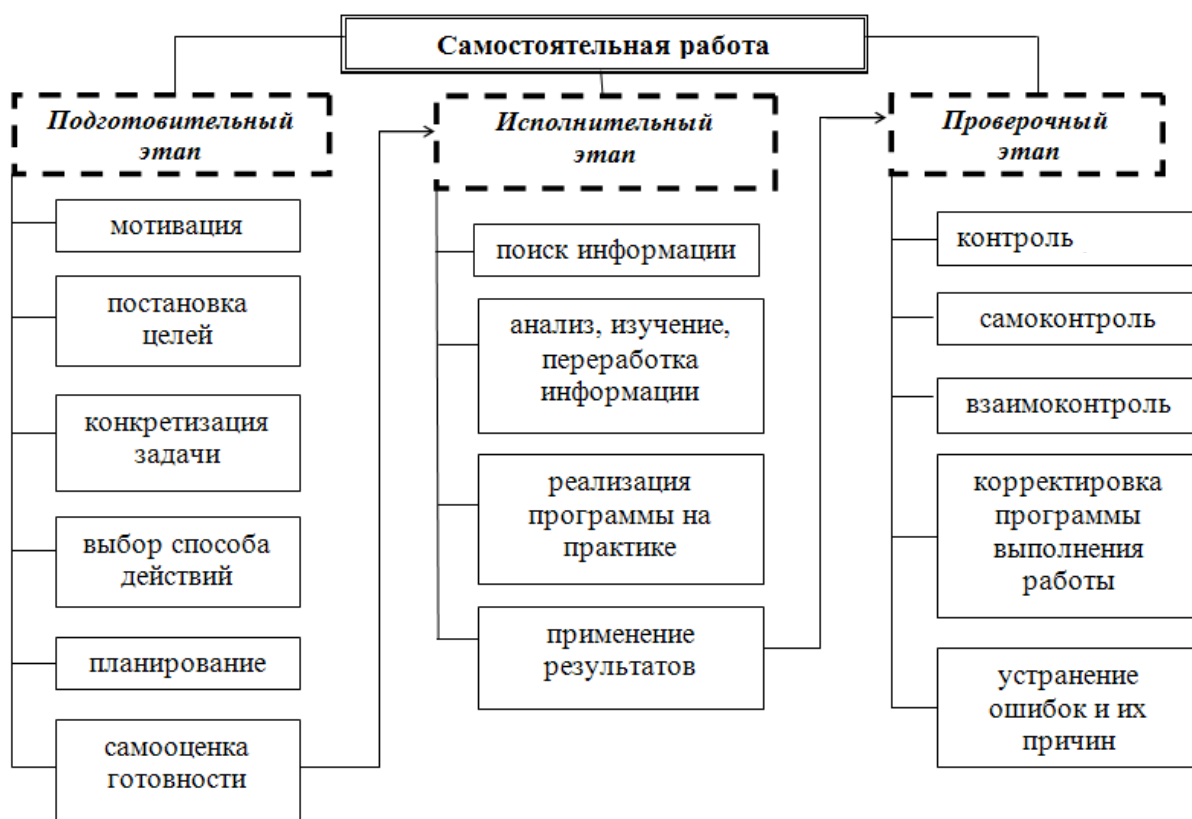 Самостоятельная работа
Подготовительный
этап
мотивация
постановка
целей
конкретизация
задачи
выбор способа
действий
планирование
самооценка
готовности
Исполнительный
этап
поиск информации
анализ, изучение,
переработка
информации
реализация
программы на
практике
применение
результатов
Проверочный
этап
контроль
самоконтроль
взаимоконтроль
корректировка
программы
выполнения
работы
устранение
ошибок и их
причин